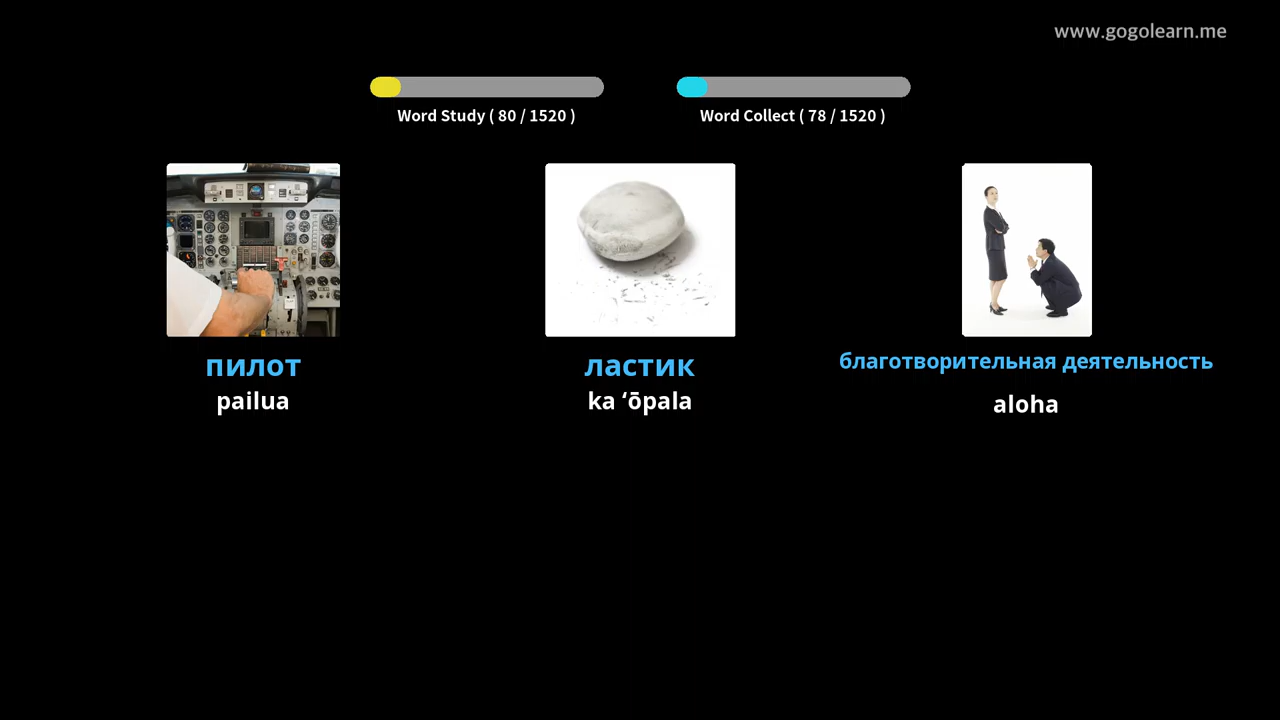 www.gogolearn.me
Word Study ( 80 / 1520 )
Word Collect ( 78 / 1520 )
пилот
pailua
ластик
ka ʻōpala
благотворительная деятельность
aloha